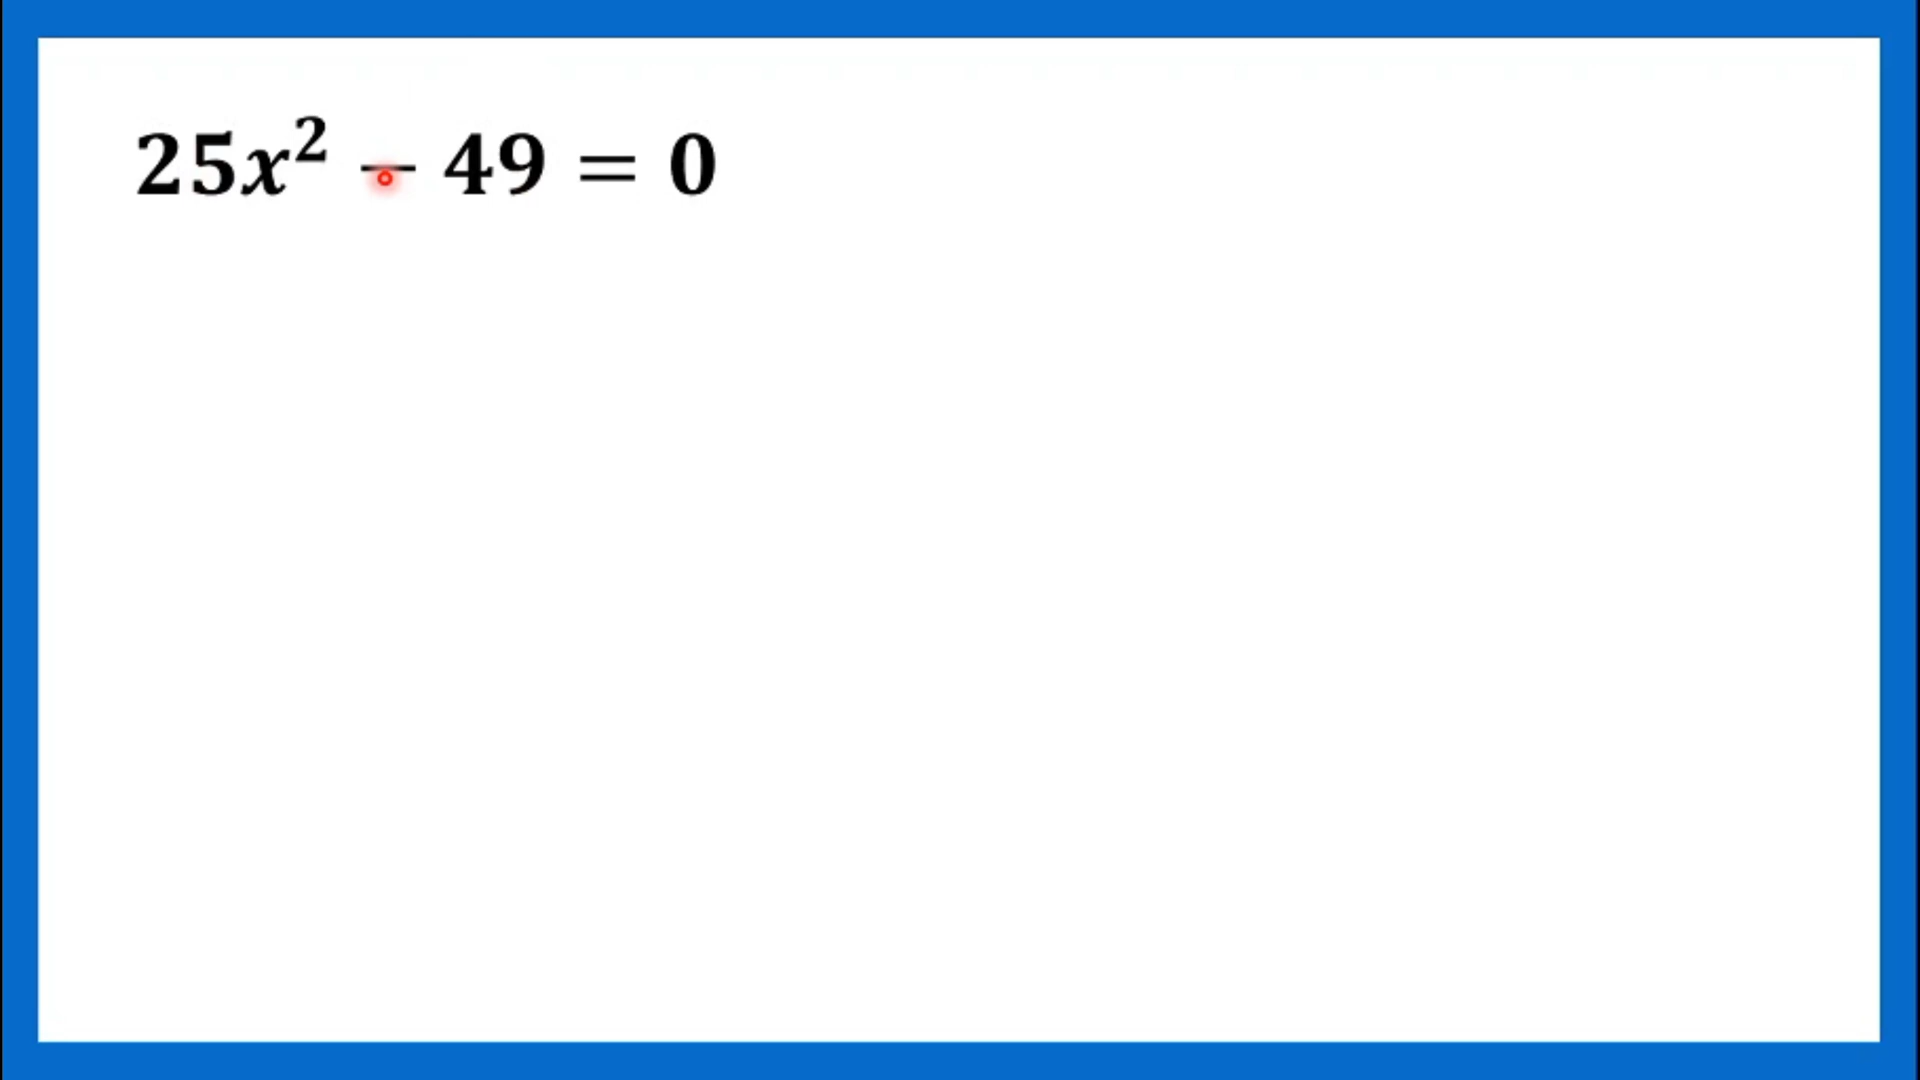 25x² − 49 = 0